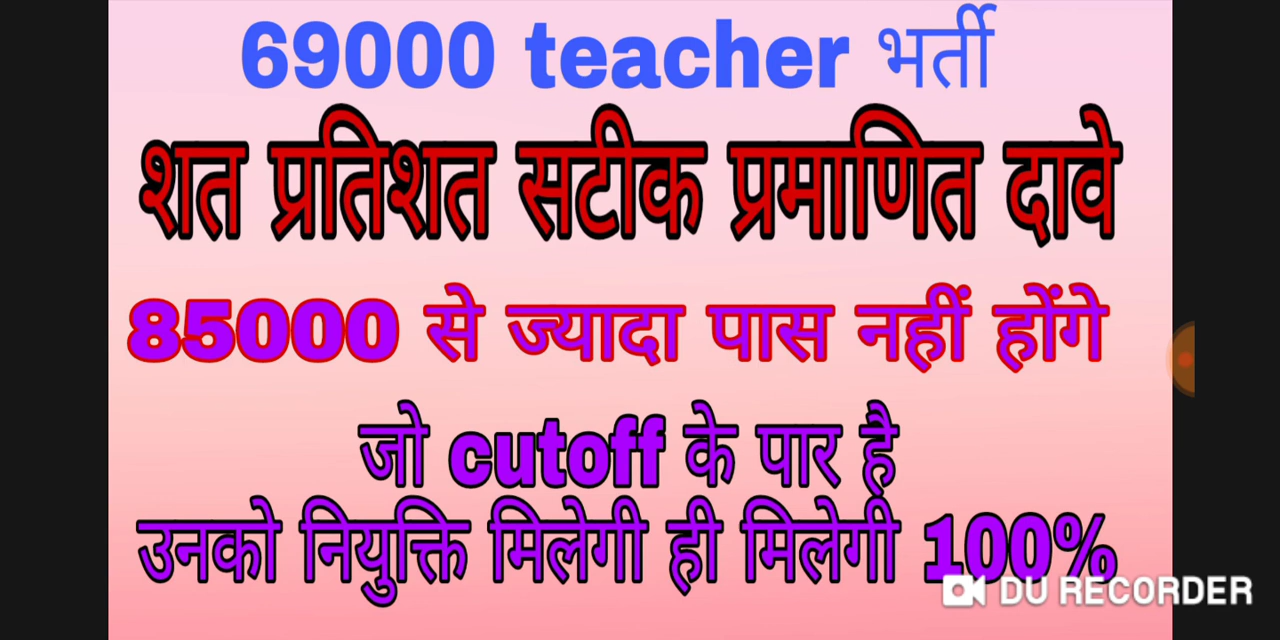 69000 teacher भर्ती
शत प्रतिशत सटीक प्रमाणित दावे
85000 से ज्यादा पास नहीं होंगे
जो cutoff के पार है
उनको नियुक्ति मिलेगी ही मिलेगी 100%
DU RECORDER